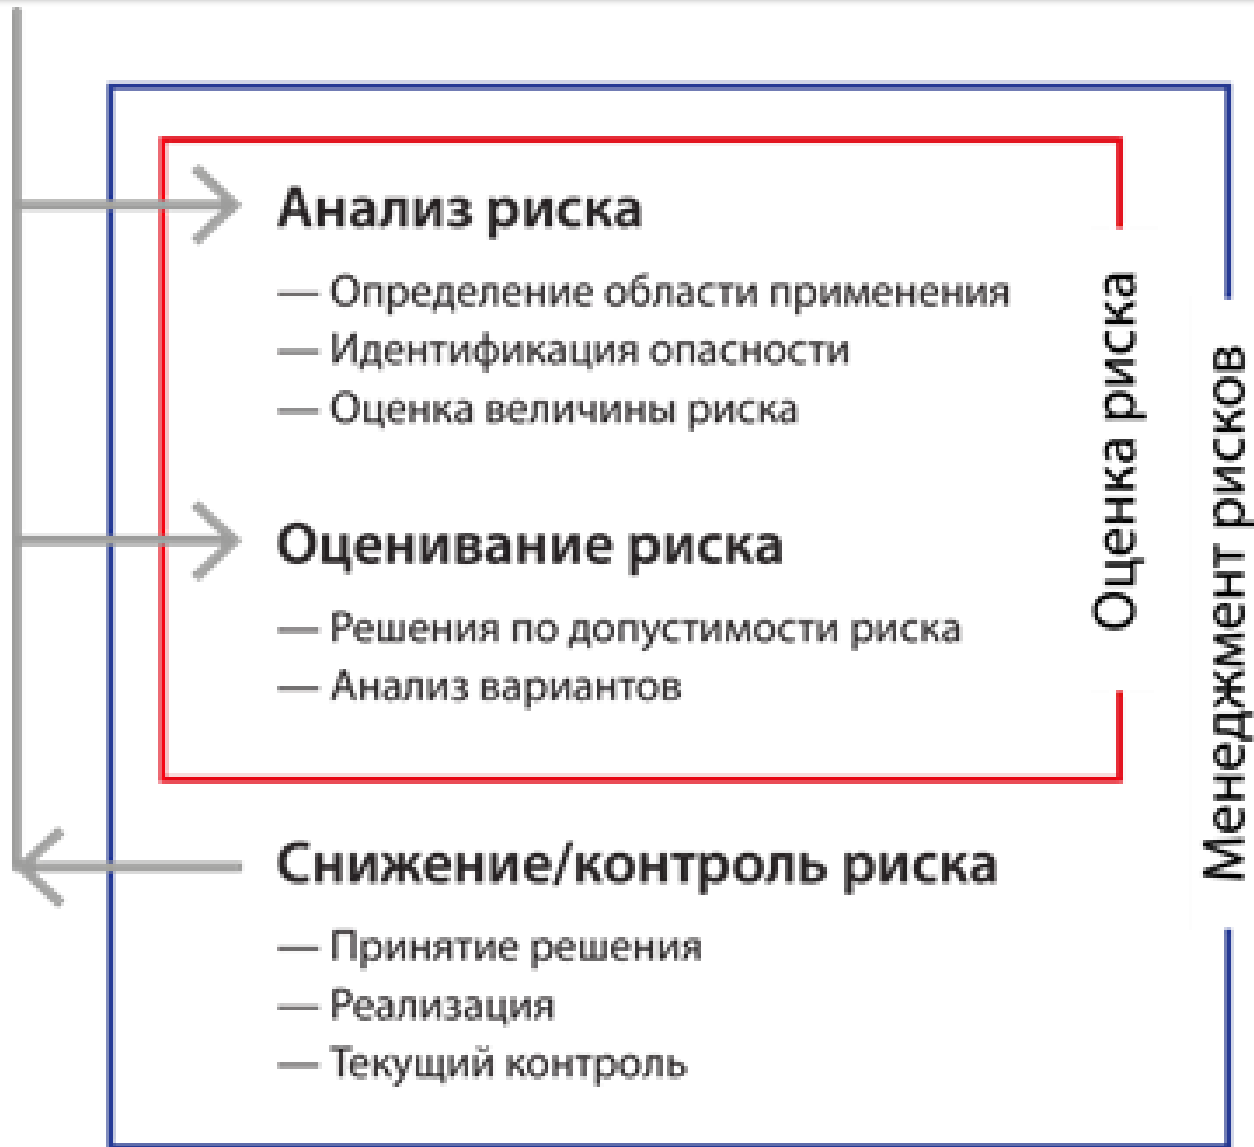 Анализ риска
— Определение области применения
— Идентификация опасности
— Оценка величины риска
Оценивание риска
— Решения по допустимости риска
— Анализ вариантов
Снижение/контроль риска
— Принятие решения
— Реализация
— Текущий контроль
Оценка риска
Менеджмент рисков